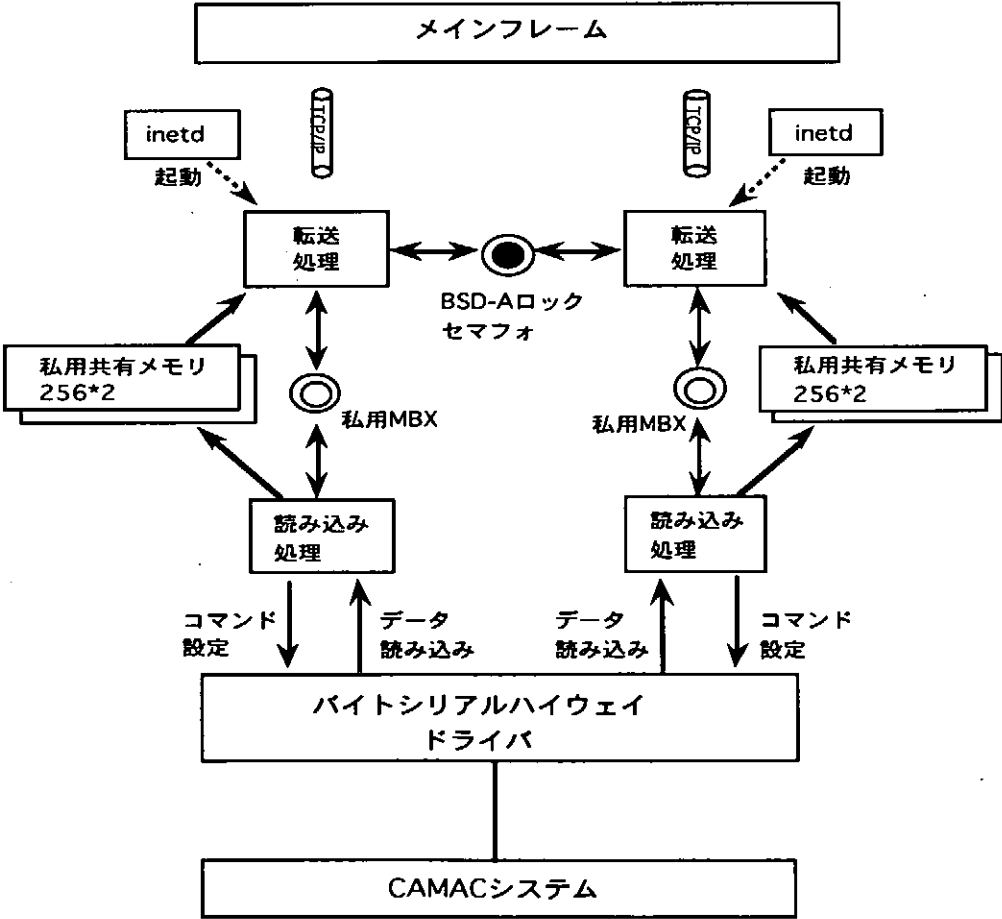 メインフレーム
TCP/IP
TCP/IP
inetd
inetd
起動
起動
転送
処理
転送
処理
BSD-Aロック
セマフォ
私用共有メモリ
256*2
私用共有メモリ
256*2
私用MBX
私用MBX
読み込み
処理
読み込み
処理
コマンド
設定
データ
読み込み
データ
読み込み
コマンド
設定
バイトシリアルハイウェイ
ドライバ
CAMACシステム